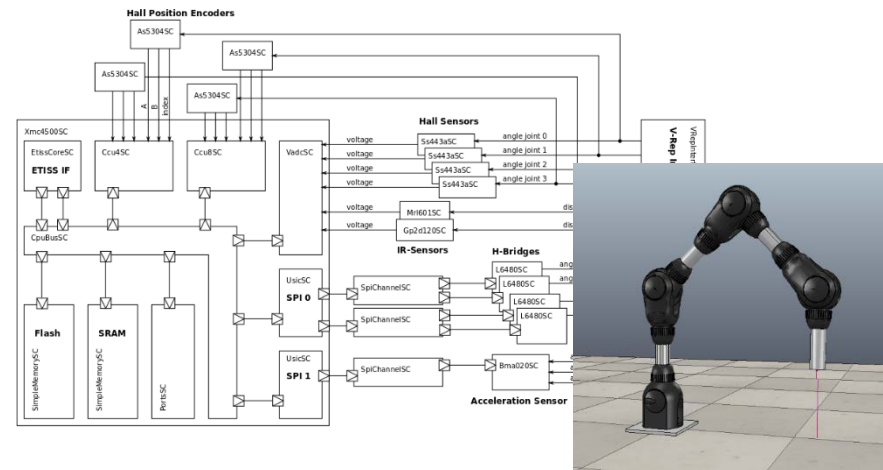 Hall Position Encoders
As5304SC
As5304SC
As5304SC
As5304SC
A
B
index
Xmc4500SC
EtissCoreSC
ETISS IF
Ccu4SC
Ccu8SC
VadcSC
Hall Sensors
voltage
voltage
voltage
voltage
Ss443aSC
Ss443aSC
Ss443aSC
Ss443aSC
angle joint 0
angle joint 1
angle joint 2
angle joint 3
V-Rep
voltage
voltage
Mrl601SC
Gp2d120SC
IR-Sensors
CpuBusSC
H-Bridges
L6480SC
L6480SC
L6480SC
L6480SC
UsicSC
SPI 0
SpiChannelSC
SpiChannelSC
Flash
SimpleMemorySC
SRAM
SimpleMemorySC
PortsSC
UsicSC
SPI 1
SpiChannelSC
Bma020SC
Acceleration Sensor